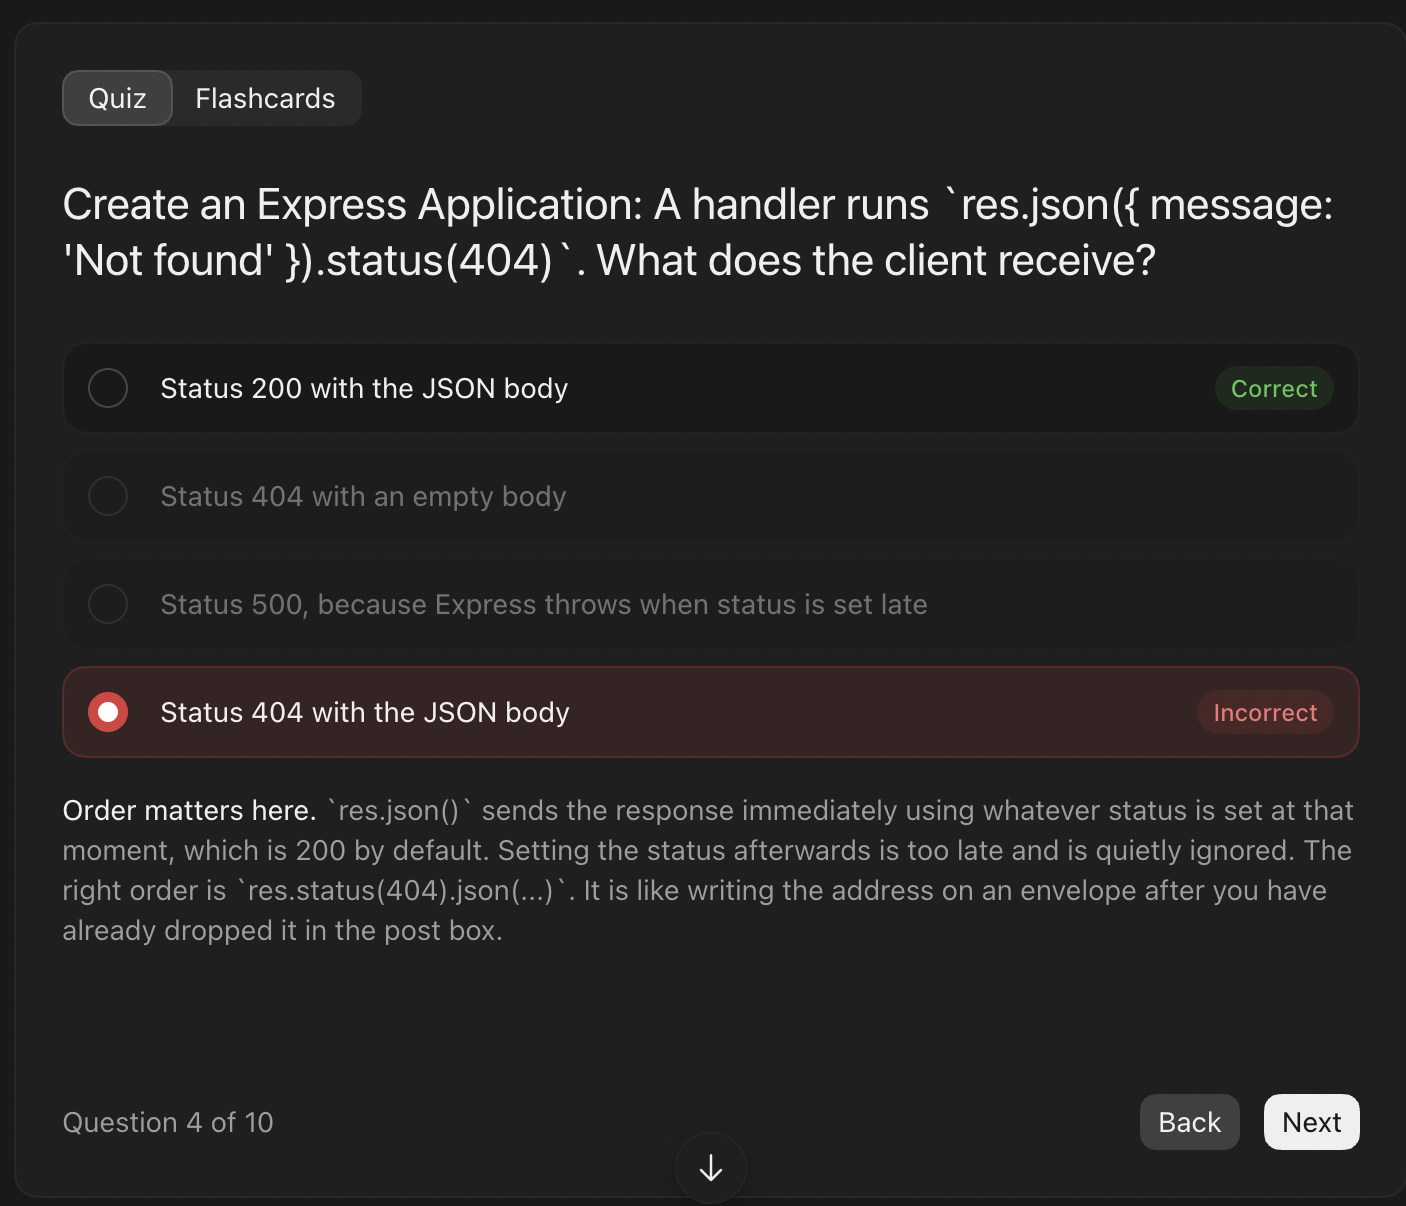 Quiz
Flashcards
Create an Express Application: A handler runs `res.json({ message:
'Not found' }).status(404)`. What does the client receive?
Status 200 with the JSON body
Correct
Status 404 with an empty body
Status 500, because Express throws when status is set late
Status 404 with the JSON body
Incorrect
Order matters here. `res.json()` sends the response immediately using whatever status is set at that
moment, which is 200 by default. Setting the status afterwards is too late and is quietly ignored. The
right order is `res.status(404).json(...)`. It is like writing the address on an envelope after you have
already dropped it in the post box.
Question 4 of 10
Back
Next